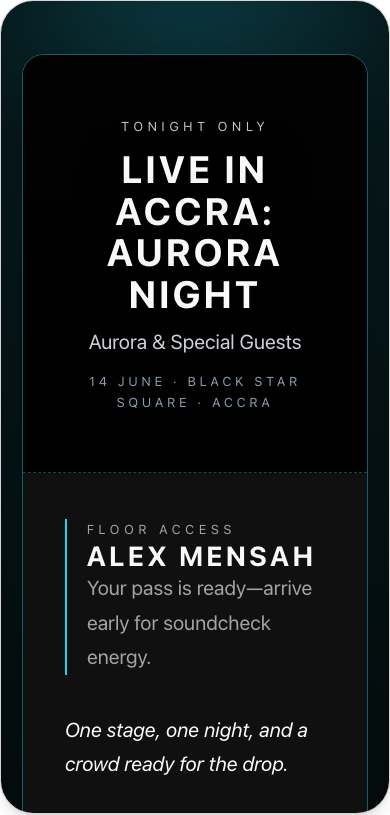 TONIGHT ONLY
LIVE IN
ACCRA:
AURORA
NIGHT
Aurora & Special Guests
14 JUNE · BLACK STAR
SQUARE · ACCRA
FLOOR ACCESS
ALEX MENSAH
Your pass is ready—arrive
early for soundcheck
energy.
One stage, one night, and a
crowd ready for the drop.